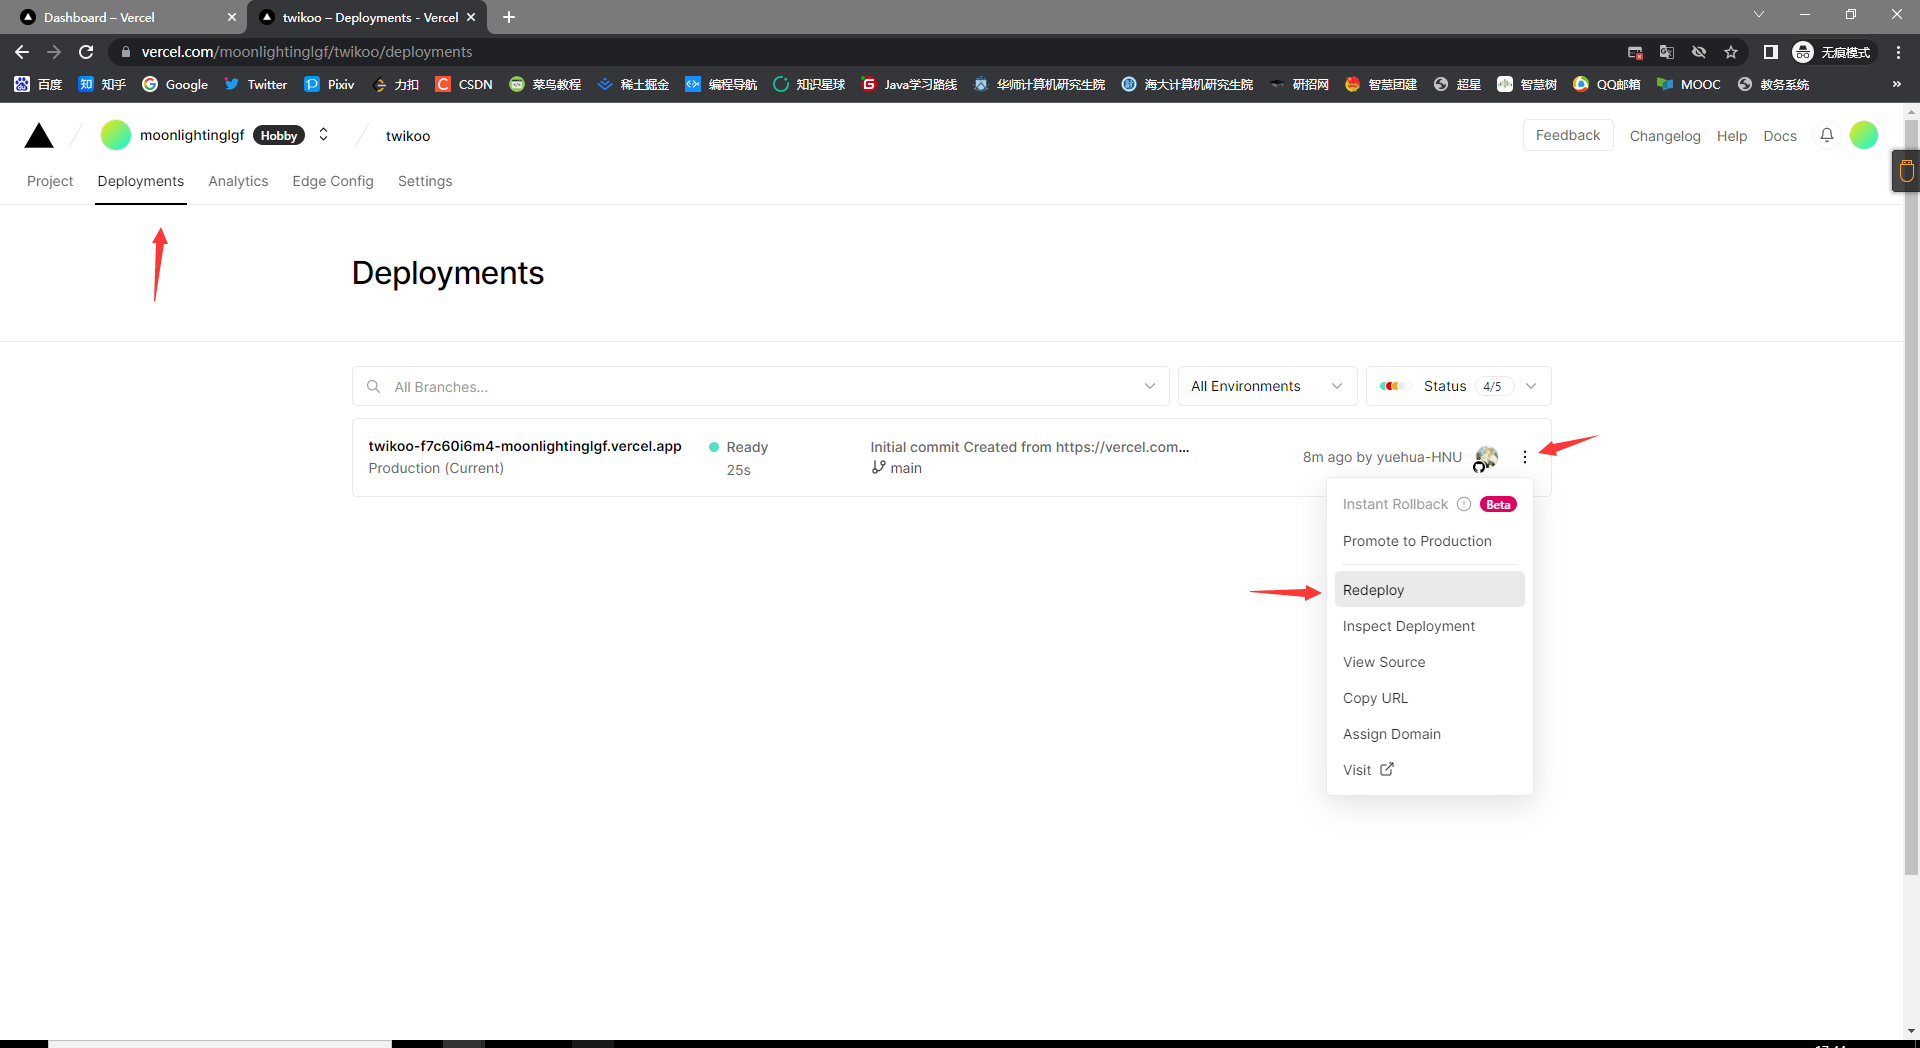 Dashboard – Vercel
twikoo – Deployments - Vercel
vercel.com/moonlightinglgf/twikoo/deployments
无痕模式
百度 知乎 Google Twitter Pixiv 力扣 CSDN 菜鸟教程 稀土掘金 编程导航 知识星球 Java学习路线 华师计算机研究生院 海大计算机研究生院 研招网 智慧团建 超星 智慧树 QQ邮箱 MOOC 教务系统 »
moonlightinglgf Hobby twikoo
Feedback Changelog Help Docs
Project Deployments Analytics Edge Config Settings
Deployments
All Branches...
All Environments
Status 4/5
twikoo-f7c60i6m4-moonlightinglgf.vercel.app
Production (Current)
Ready
25s
Initial commit Created from https://vercel.com...
main
8m ago by yuehua-HNU
Instant Rollback Beta
Promote to Production
Redeploy
Inspect Deployment
View Source
Copy URL
Assign Domain
Visit